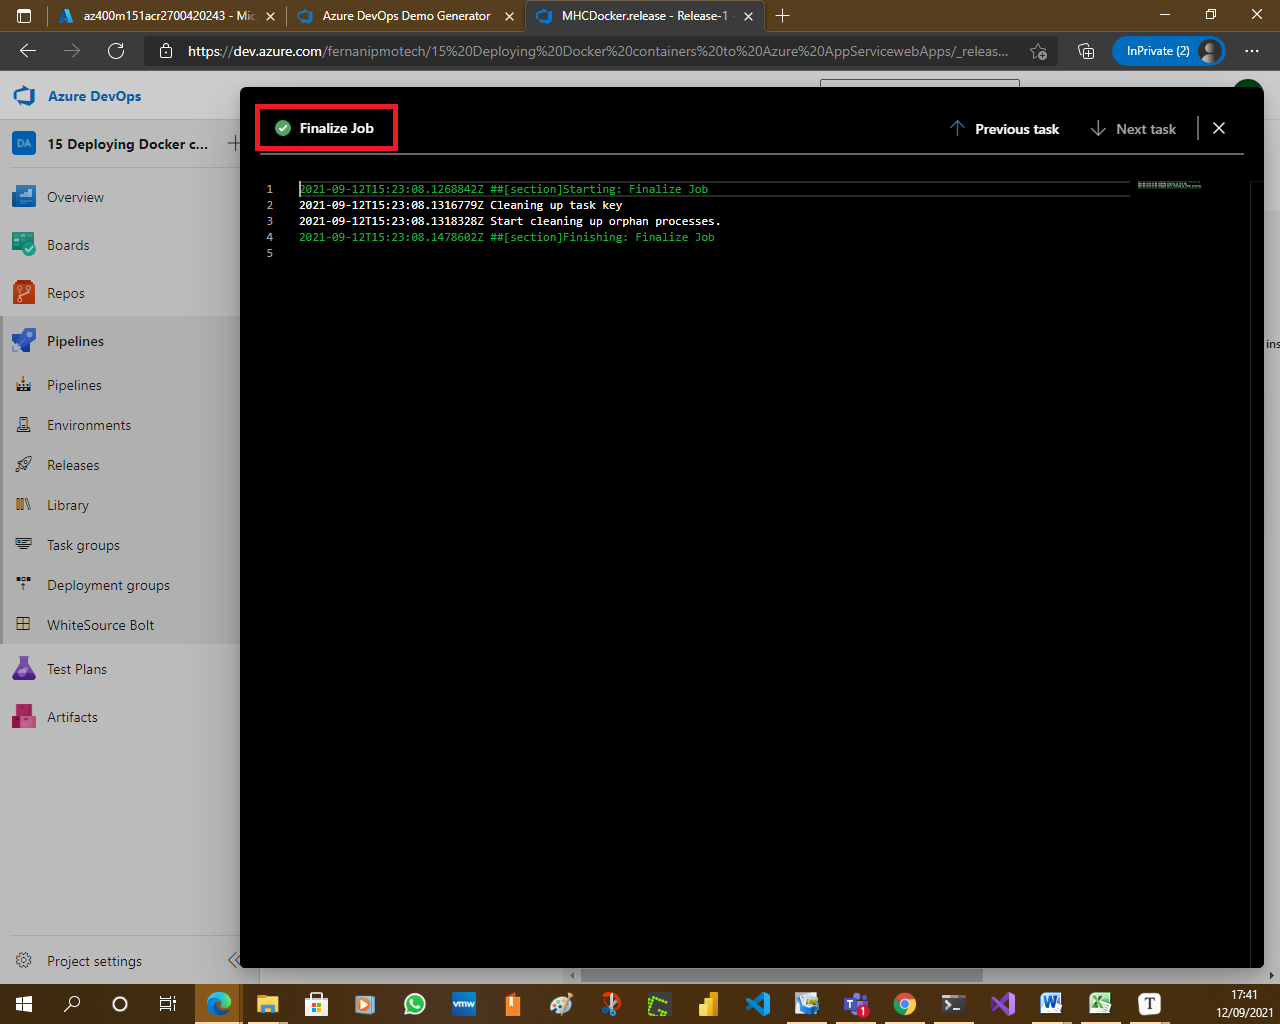 az400m151acr2700420243 - Mic
Azure DevOps Demo Generator
MHCDocker.release - Release-1 -
https://dev.azure.com/fernanipmotech/15%20Deploying%20Docker%20containers%20to%20Azure%20AppServicewebApps/_releas...
InPrivate (2)
Azure DevOps
DA
15 Deploying Docker c...
Overview
Boards
Repos
Pipelines
Pipelines
Environments
Releases
Library
Task groups
Deployment groups
WhiteSource Bolt
Test Plans
Artifacts
Project settings
Finalize Job
Previous task
Next task
1 2021-09-12T15:23:08.1268842Z ##[section]Starting: Finalize Job
2 2021-09-12T15:23:08.1316779Z Cleaning up task key
3 2021-09-12T15:23:08.1318328Z Start cleaning up orphan processes.
4 2021-09-12T15:23:08.1478602Z ##[section]Finishing: Finalize Job
5
ins
vmw
1
T
17:41
12/09/2021